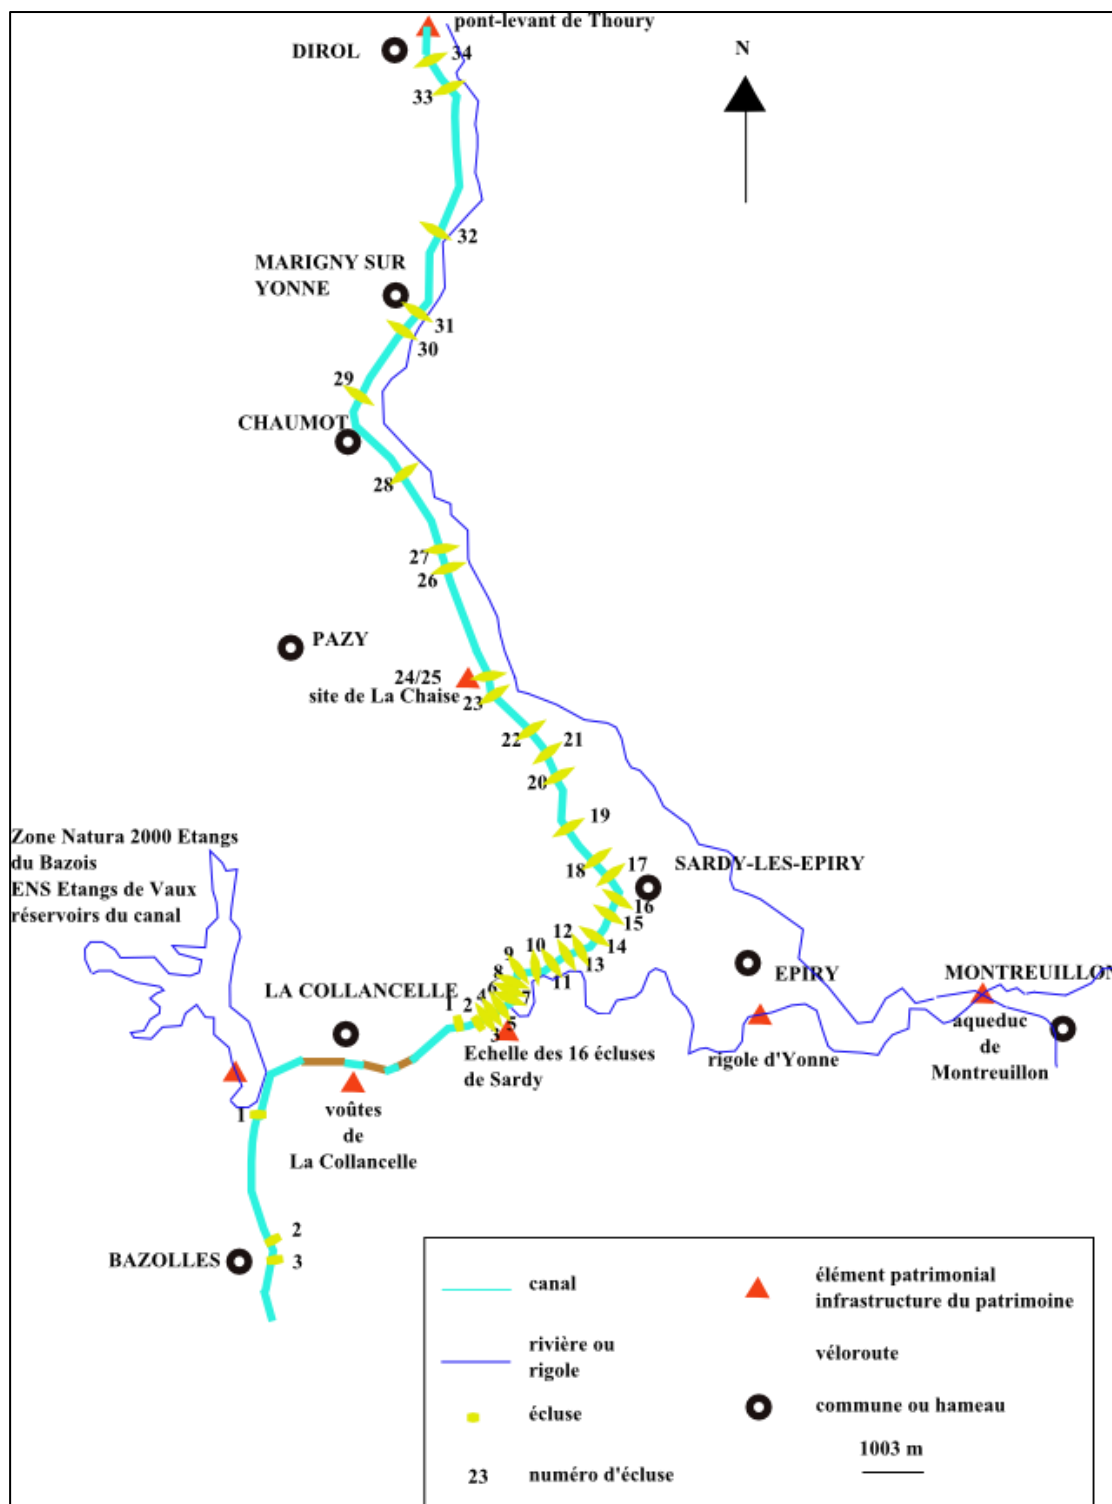 pont-levant de Thoury
DIROL
34
N
33
32
MARIGNY SUR
YONNE
31
30
29
CHAUMOT
28
27
26
PAZY
24/25
site de La Chaise
23
22
21
20
19
Zone Natura 2000 Etangs
du Bazois
ENS Etangs de Vaux
réservoirs du canal
18
17
SARDY-LES-EPIRY
16
15
14
12
13
9
10
11
8
EPIRY
MONTREUILLON
LA COLLANCELLE
6
4
7
1
2
5
3
aqueduc
de
Montreuillon
Echelle des 16 écluses
de Sardy
rigole d'Yonne
1
voûtes
de
La Collancelle
2
BAZOLLES
3
canal
élément patrimonial
infrastructure du patrimoine
rivière ou
rigole
véloroute
écluse
commune ou hameau
1003 m
23
numéro d'écluse